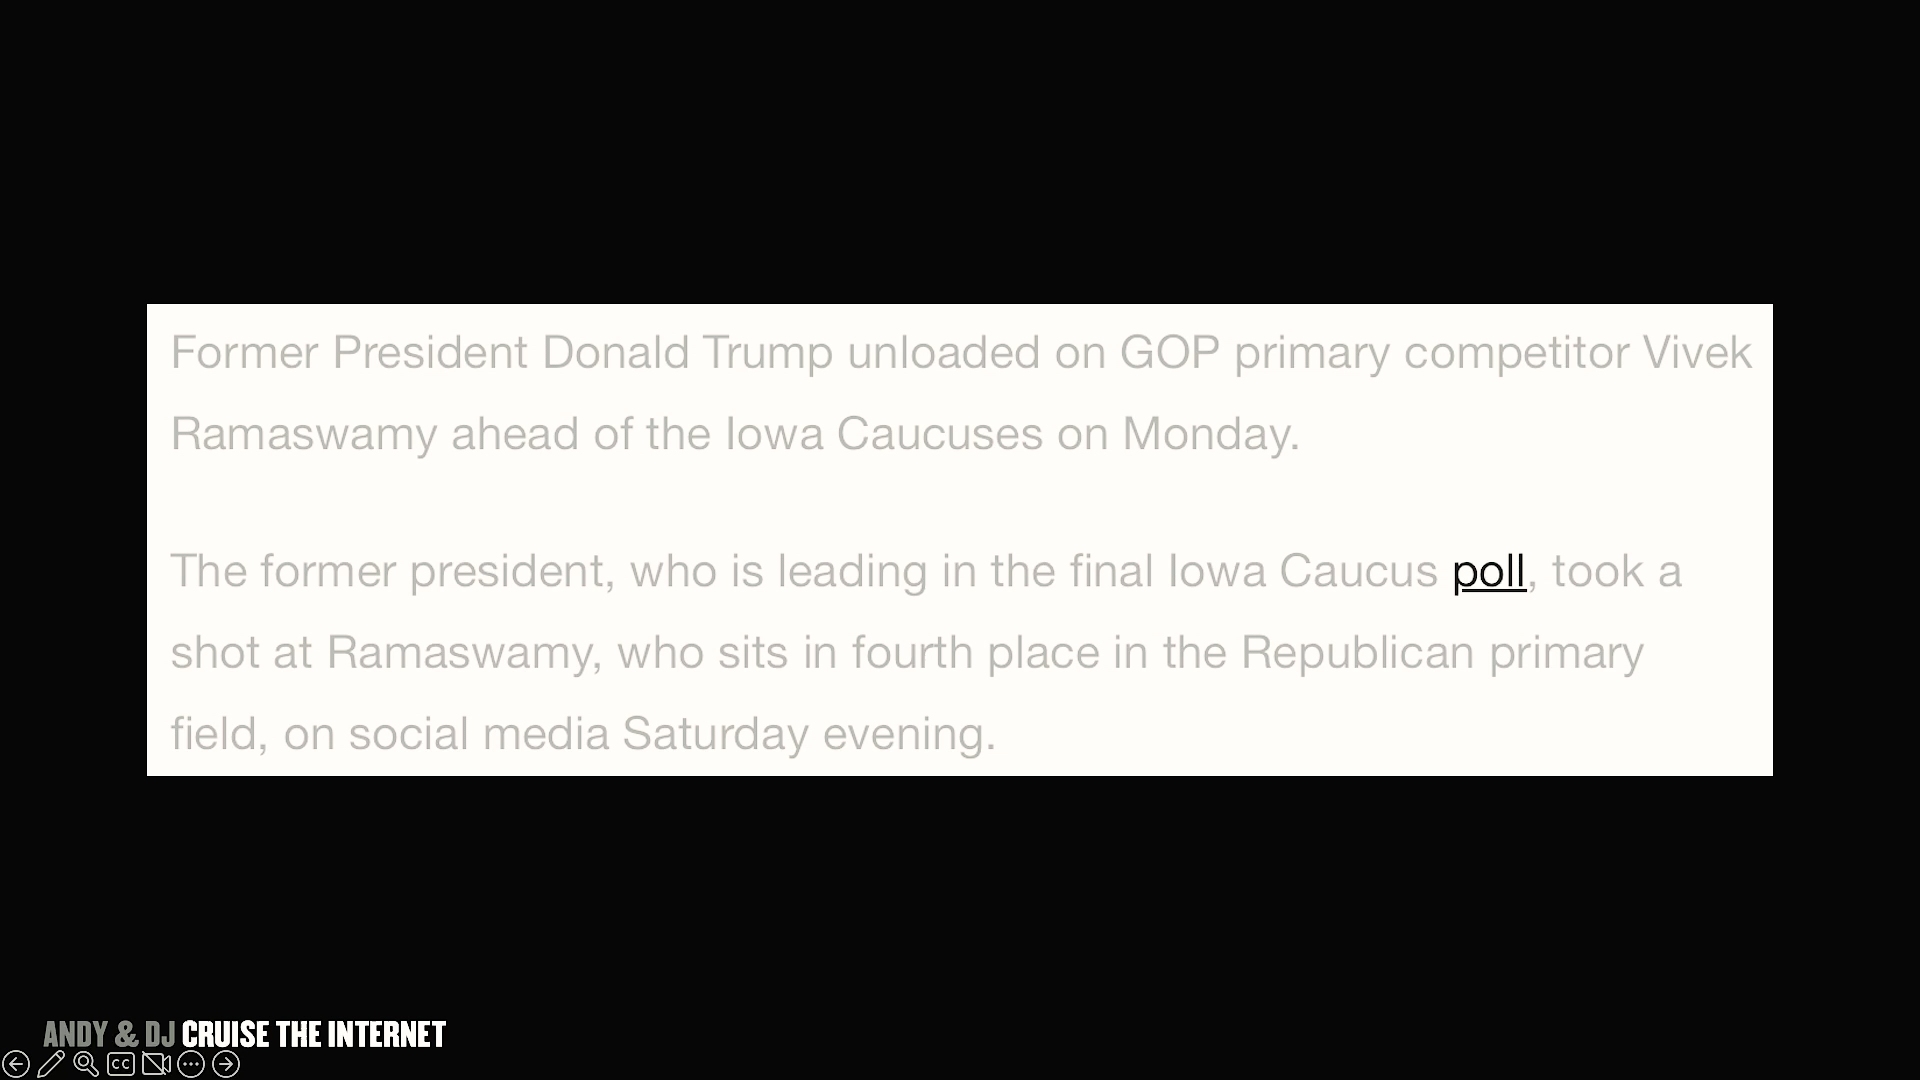 Former President Donald Trump unloaded on GOP primary competitor Vivek
Ramaswamy ahead of the Iowa Caucuses on Monday.
The former president, who is leading in the final Iowa Caucus poll, took a
shot at Ramaswamy, who sits in fourth place in the Republican primary
field, on social media Saturday evening.
ANDY & DJ CRUISE THE INTERNET
CC